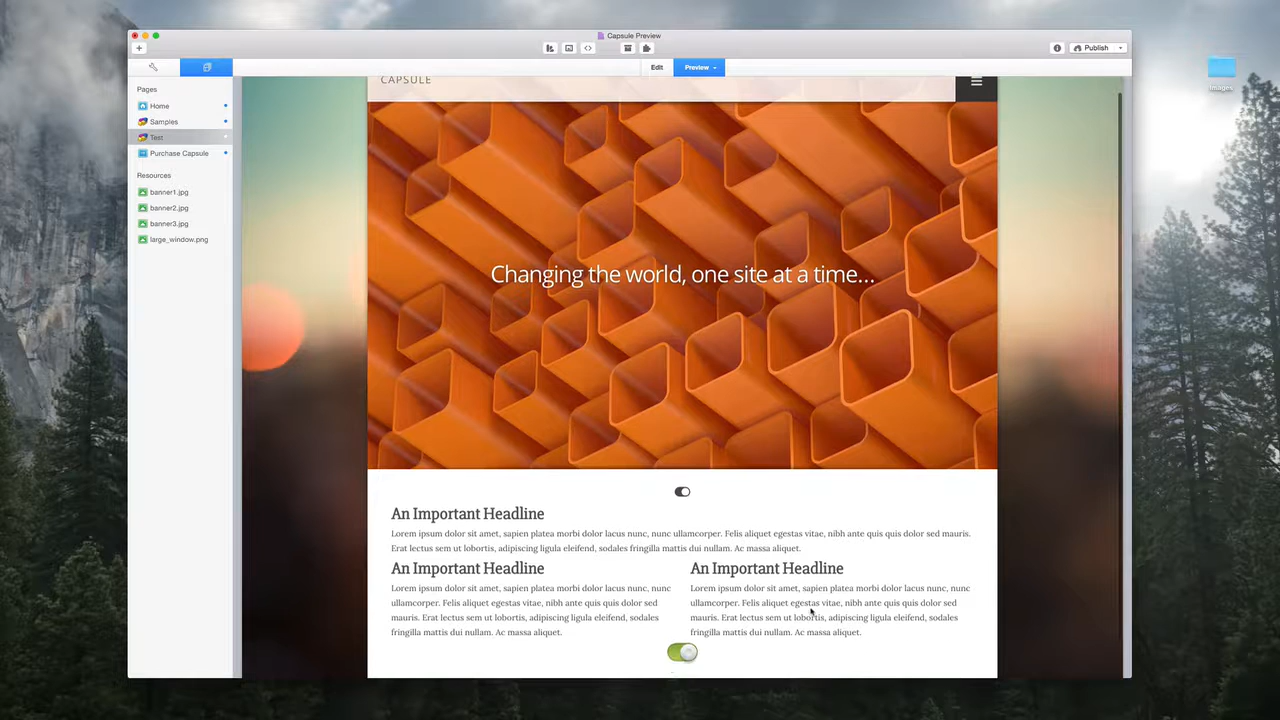 Capsule Preview
Publish
Edit
Preview
Pages
Home
Samples
Test
Purchase Capsule
Resources
banner1.jpg
banner2.jpg
banner3.jpg
large_window.png
Images
CAPSULE
Changing the world, one site at a time...
An Important Headline
Lorem ipsum dolor sit amet, sapien platea morbi dolor lacus nunc, nunc ullamcorper. Felis aliquet egestas vitae, nibh ante quis quis dolor sed mauris.
Erat lectus sem ut lobortis, adipiscing ligula eleifend, sodales fringilla mattis dui nullam. Ac massa aliquet.
An Important Headline
Lorem ipsum dolor sit amet, sapien platea morbi dolor lacus nunc, nunc
ullamcorper. Felis aliquet egestas vitae, nibh ante quis quis dolor sed
mauris. Erat lectus sem ut lobortis, adipiscing ligula eleifend, sodales
fringilla mattis dui nullam. Ac massa aliquet.
An Important Headline
Lorem ipsum dolor sit amet, sapien platea morbi dolor lacus nunc, nunc
ullamcorper. Felis aliquet egestas vitae, nibh ante quis quis dolor sed
mauris. Erat lectus sem ut lobortis, adipiscing ligula eleifend, sodales
fringilla mattis dui nullam. Ac massa aliquet.